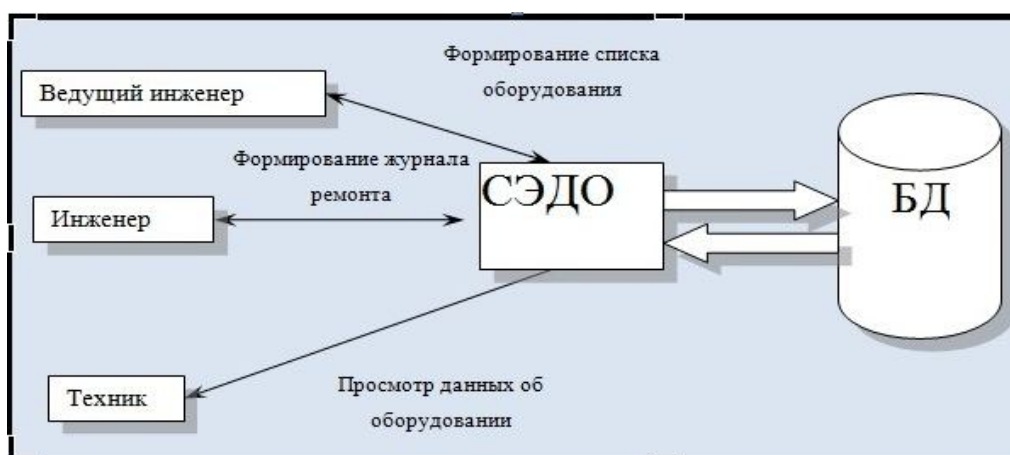 Формирование списка
оборудования
Ведущий инженер
Формирование журнала
ремонта
СЭДО
БД
Инженер
Техник
Просмотр данных об
оборудовании